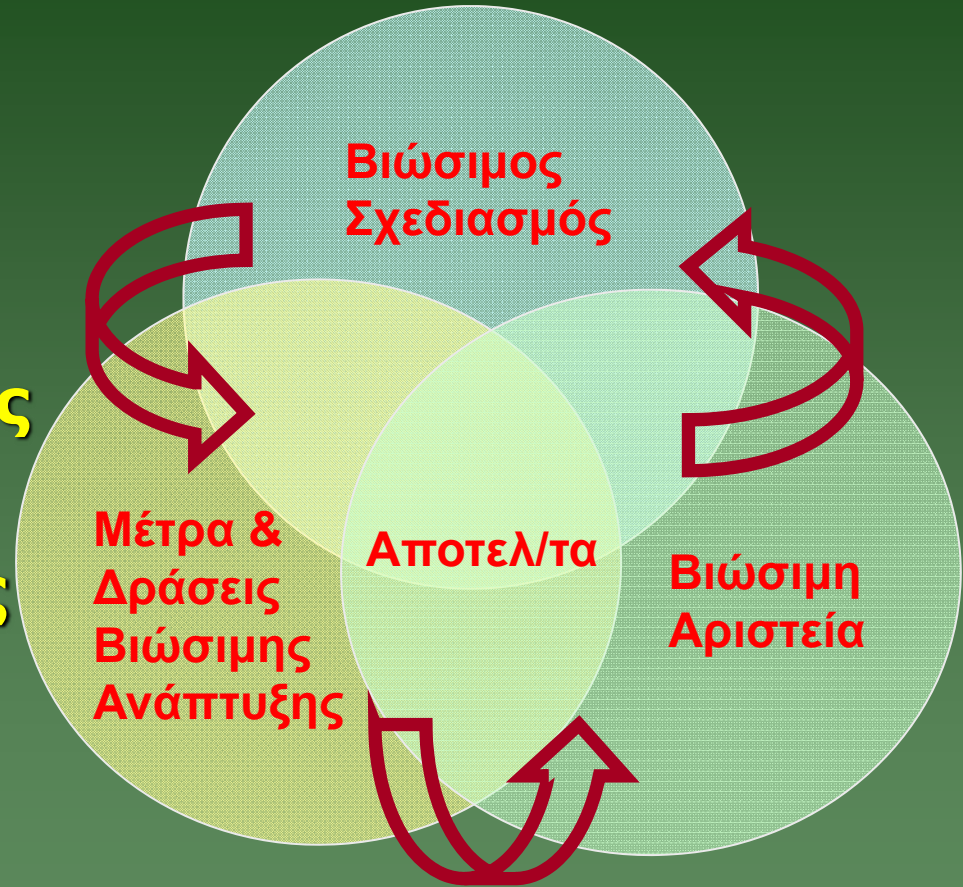 Βιώσιμος
Σχεδιασμός
Μέτρα &
Δράσεις
Βιώσιμης
Ανάπτυξης
Αποτελ/τα
Βιώσιμη
Αριστεία